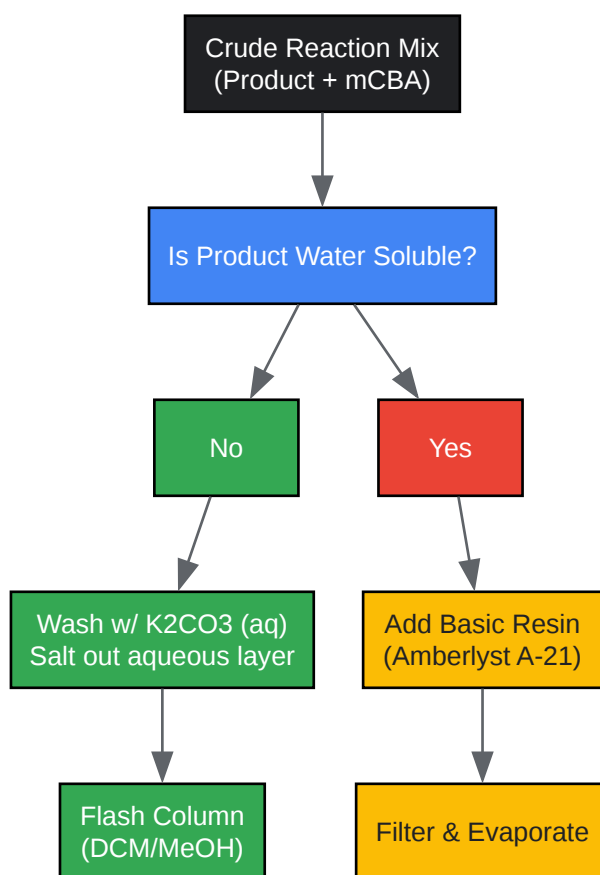 Crude Reaction Mix
(Product + mCBA)
Is Product Water Soluble?
No
Yes
Wash w/ K2CO3 (aq)
Salt out aqueous layer
Add Basic Resin
(Amberlyst A-21)
Flash Column
(DCM/MeOH)
Filter & Evaporate